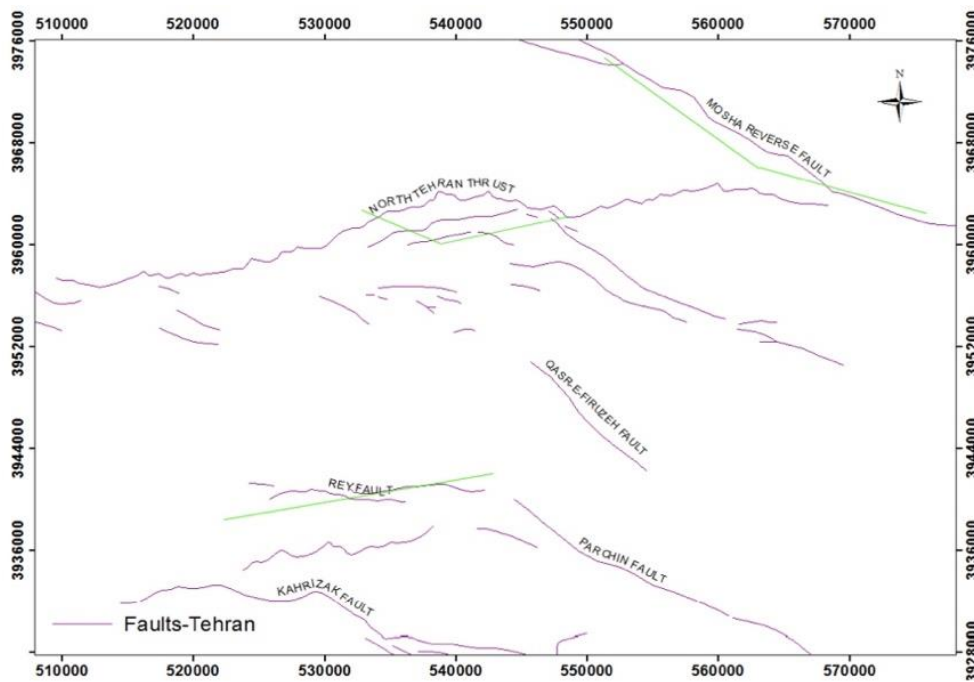 510000 520000 530000 540000 550000 560000 570000
3976000 3976000
N
MOSHA REVERSE FAULT
3968000 3968000
NORTH TEHRAN THRUST
3960000 3960000
3952000 3952000
QASR-E-FIRUZEH FAULT
3944000 3944000
REY FAULT
3936000 3936000
PARCHIN FAULT
KAHRIZAK FAULT
Faults-Tehran
3928000 3928000
510000 520000 530000 540000 550000 560000 570000